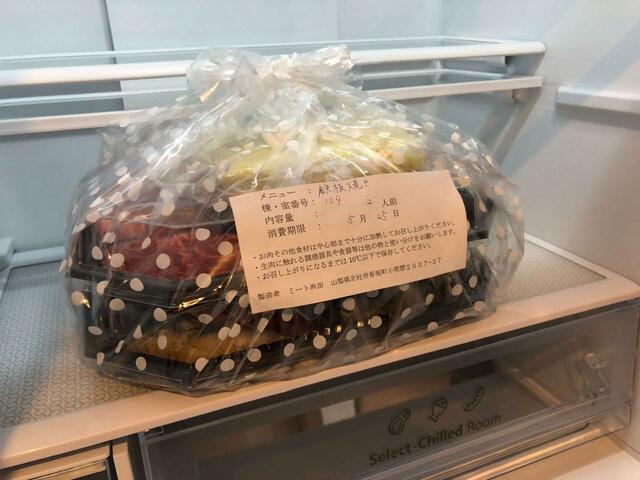 メニュー : 鉄板焼き
棟・室番号: 104
内容量 : 2 人前
消費期限 : 5月25日
・お肉その他食材は中心部まで十分に加熱してお召し上がりください。
・生肉に触れる調理器具や食器等は他の物と使い分けをお願いします。
・お召し上がりになるまでは10℃以下で保存してください。
製造者 ミート池田 山梨県北杜市長坂町小荒間2037-27
Select-Chilled Room